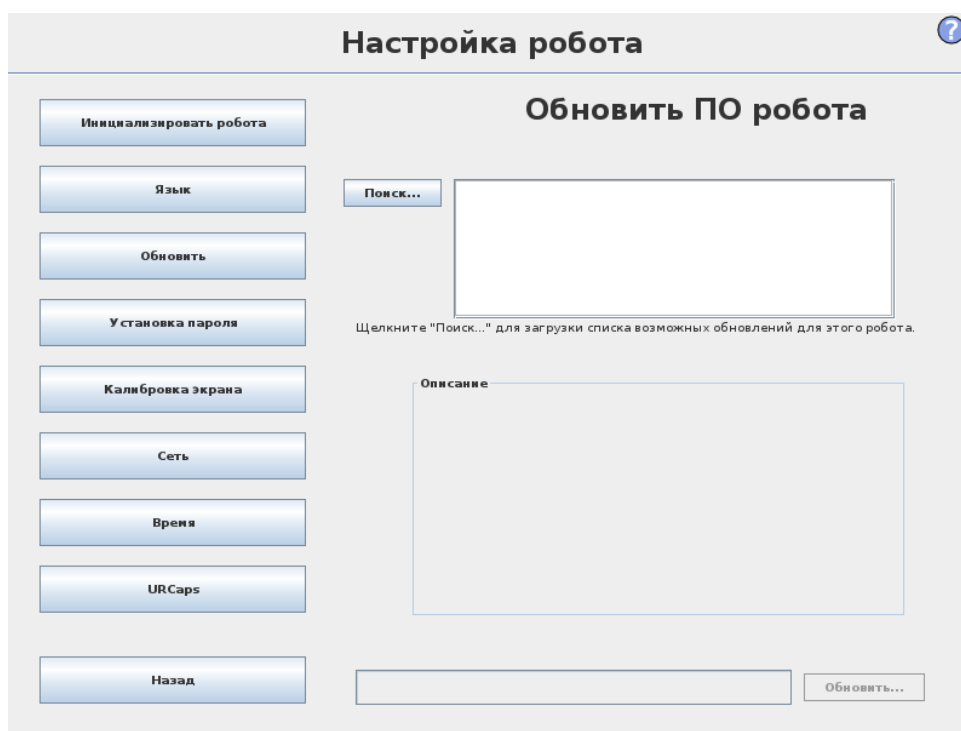 Настройка робота
?
Инициализировать робота
Язык
Обновить
Установка пароля
Калибровка экрана
Сеть
Время
URCaps
Назад
Обновить ПО робота
Поиск...
Щелкните "Поиск..." для загрузки списка возможных обновлений для этого робота.
Описание
Обновить...